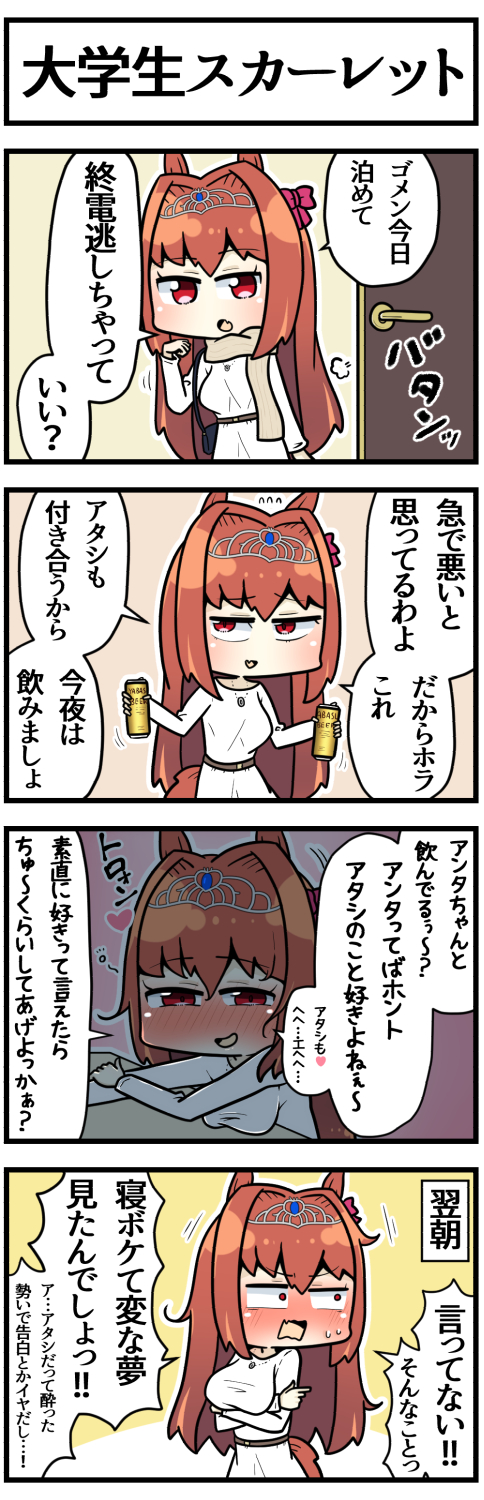 大学生スカーレット
ゴメン今日
泊めて
バタンッ
終電逃しちゃって
いい?
急で悪いと
思ってるわよ
だからホラ
これ
YABASI
BEER
YABASI
BEER
アタシも
付き合うから
今夜は
飲みましょ
アンタちゃんと
飲んでるぅ〜?
アンタってばホント
アタシのこと好きよねぇ〜
アタシも♥
へへ…エへへ…
トロォン
素直に好きって言えたら
ちゅ〜くらいしてあげよっかぁ?
翌朝
言ってない!!
そんなことっ
寝ボケて変な夢
見たんでしょっ!!
ア…アタシだって酔った
勢いで告白とかイヤだし…!